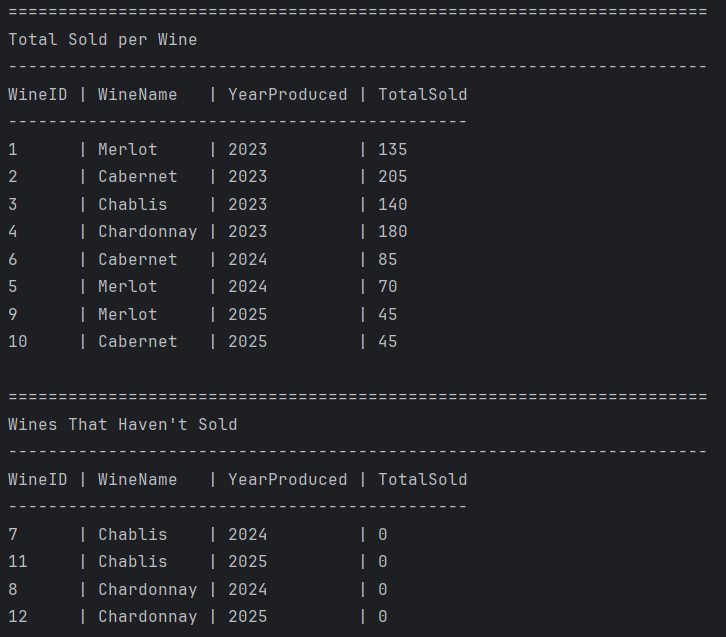 ======================================================================
Total Sold per Wine
----------------------------------------------------------------------
WineID | WineName   | YearProduced | TotalSold
----------------------------------------------
1      | Merlot     | 2023         | 135
2      | Cabernet   | 2023         | 205
3      | Chablis    | 2023         | 140
4      | Chardonnay | 2023         | 180
6      | Cabernet   | 2024         | 85
5      | Merlot     | 2024         | 70
9      | Merlot     | 2025         | 45
10     | Cabernet   | 2025         | 45

======================================================================
Wines That Haven't Sold
----------------------------------------------------------------------
WineID | WineName   | YearProduced | TotalSold
----------------------------------------------
7      | Chablis    | 2024         | 0
11     | Chablis    | 2025         | 0
8      | Chardonnay | 2024         | 0
12     | Chardonnay | 2025         | 0